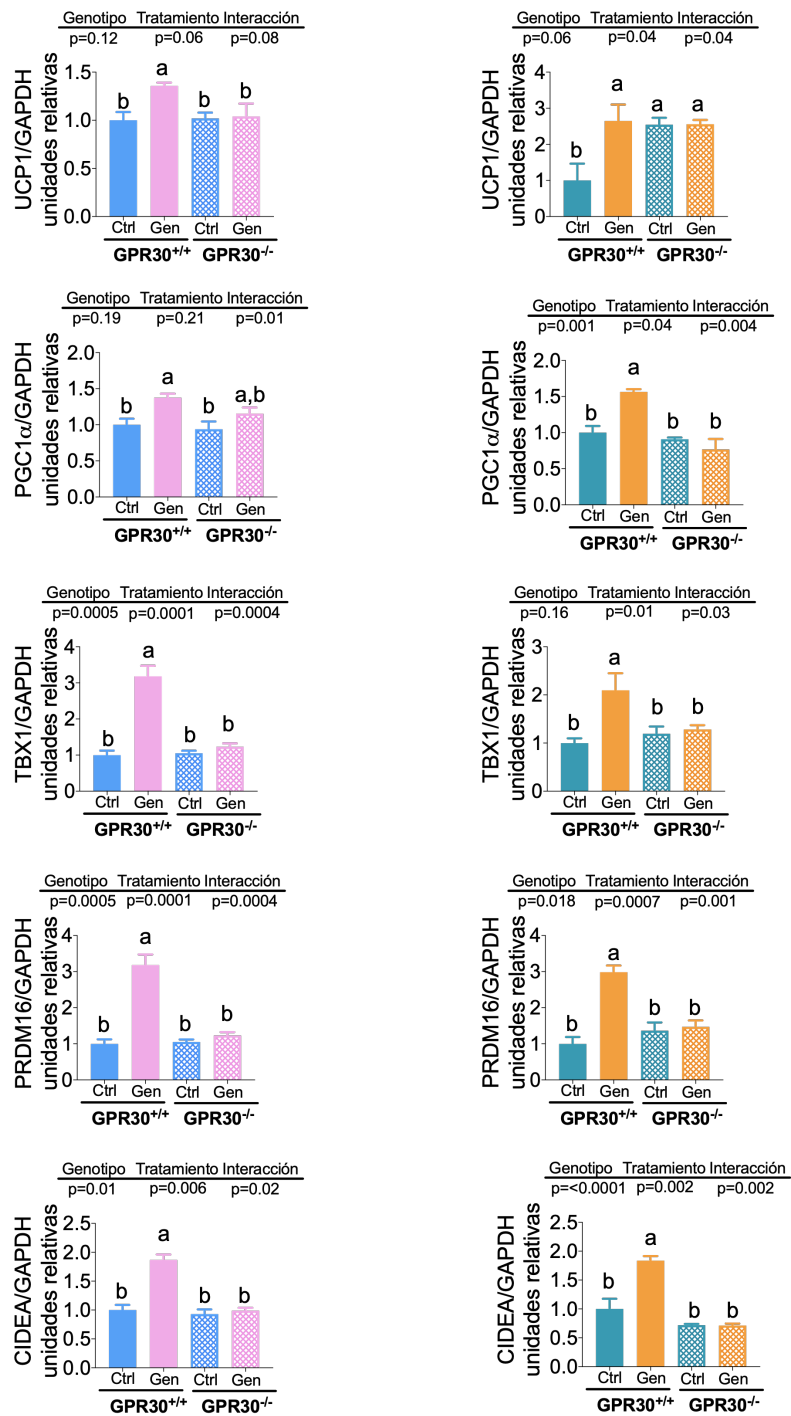 Genotipo Tratamiento Interacción
p=0.12 p=0.06 p=0.08
UCP1/GAPDH
unidades relativas
1.5
1.0
0.5
0.0
b a b b
Ctrl Gen Ctrl Gen
GPR30+/+ GPR30-/-
Genotipo Tratamiento Interacción
p=0.06 p=0.04 p=0.04
UCP1/GAPDH
unidades relativas
4
3
2
1
0
b a a a
Ctrl Gen Ctrl Gen
GPR30+/+ GPR30-/-
Genotipo Tratamiento Interacción
p=0.19 p=0.21 p=0.01
PGC1α/GAPDH
unidades relativas
2.0
1.5
1.0
0.5
0.0
b a b a,b
Ctrl Gen Ctrl Gen
GPR30+/+ GPR30-/-
Genotipo Tratamiento Interacción
p=0.001 p=0.04 p=0.004
PGC1α/GAPDH
unidades relativas
2.0
1.5
1.0
0.5
0.0
b a b b
Ctrl Gen Ctrl Gen
GPR30+/+ GPR30-/-
Genotipo Tratamiento Interacción
p=0.0005 p=0.0001 p=0.0004
TBX1/GAPDH
unidades relativas
4
3
2
1
0
b a b b
Ctrl Gen Ctrl Gen
GPR30+/+ GPR30-/-
Genotipo Tratamiento Interacción
p=0.16 p=0.01 p=0.03
TBX1/GAPDH
unidades relativas
3
2
1
0
b a b b
Ctrl Gen Ctrl Gen
GPR30+/+ GPR30-/-
Genotipo Tratamiento Interacción
p=0.0005 p=0.0001 p=0.0004
PRDM16/GAPDH
unidades relativas
4
3
2
1
0
b a b b
Ctrl Gen Ctrl Gen
GPR30+/+ GPR30-/-
Genotipo Tratamiento Interacción
p=0.018 p=0.0007 p=0.001
PRDM16/GAPDH
unidades relativas
4
3
2
1
0
b a b b
Ctrl Gen Ctrl Gen
GPR30+/+ GPR30-/-
Genotipo Tratamiento Interacción
p=0.01 p=0.006 p=0.02
CIDEA/GAPDH
unidades relativas
2.5
2.0
1.5
1.0
0.5
0.0
b a b b
Ctrl Gen Ctrl Gen
GPR30+/+ GPR30-/-
Genotipo Tratamiento Interacción
p=<0.0001 p=0.002 p=0.002
CIDEA/GAPDH
unidades relativas
2.5
2.0
1.5
1.0
0.5
0.0
b a b b
Ctrl Gen Ctrl Gen
GPR30+/+ GPR30-/-